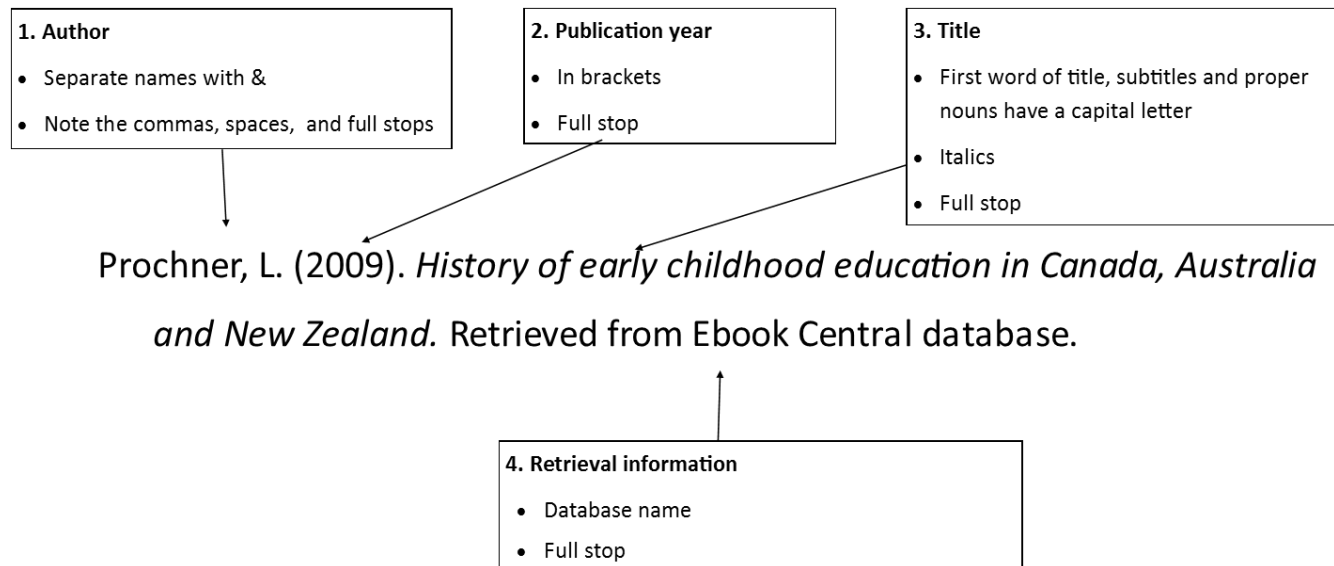 1. Author
• Separate names with &
• Note the commas, spaces, and full stops
2. Publication year
• In brackets
• Full stop
3. Title
• First word of title, subtitles and proper
nouns have a capital letter
• Italics
• Full stop
Prochner, L. (2009). History of early childhood education in Canada, Australia
and New Zealand. Retrieved from Ebook Central database.
4. Retrieval information
• Database name
• Full stop